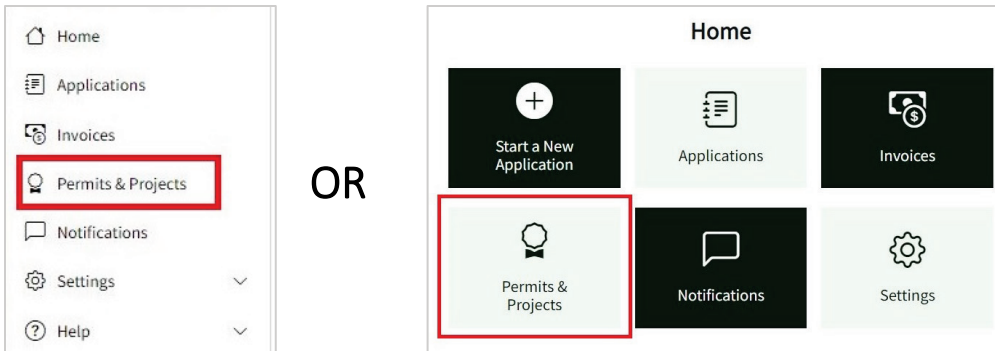 Home
Applications
Invoices
Permits & Projects
Notifications
Settings
Help
OR
Home
Start a New
Application
Applications
Invoices
Permits &
Projects
Notifications
Settings